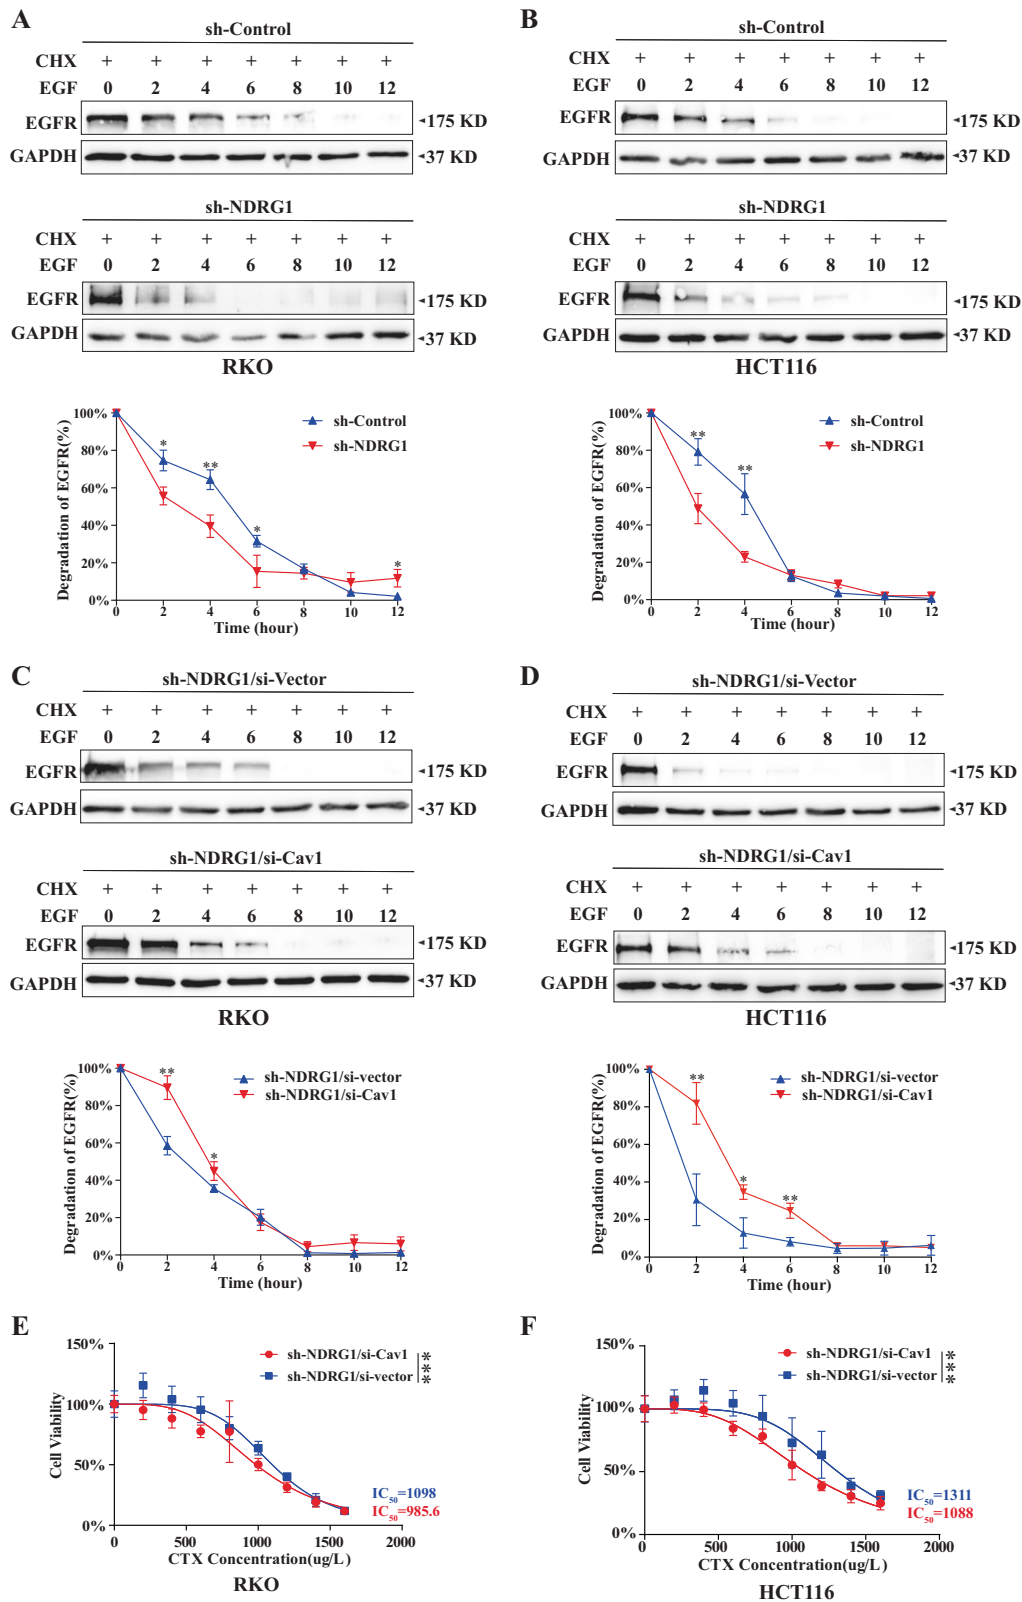 A
sh-Control
CHX + + + + + + +
EGF 0 2 4 6 8 10 12
EGFR ◄175 KD
GAPDH ◄37 KD
sh-NDRG1
CHX + + + + + + +
EGF 0 2 4 6 8 10 12
EGFR ◄175 KD
GAPDH ◄37 KD
RKO
Degradation of EGFR(%)
100%
80%
60%
40%
20%
0%
0 2 4 6 8 10 12
Time (hour)
sh-Control
sh-NDRG1
* ** * *
B
sh-Control
CHX + + + + + + +
EGF 0 2 4 6 8 10 12
EGFR ◄175 KD
GAPDH ◄37 KD
sh-NDRG1
CHX + + + + + + +
EGF 0 2 4 6 8 10 12
EGFR ◄175 KD
GAPDH ◄37 KD
HCT116
Degradation of EGFR(%)
100%
80%
60%
40%
20%
0%
0 2 4 6 8 10 12
Time (hour)
sh-Control
sh-NDRG1
** **
C
sh-NDRG1/si-Vector
CHX + + + + + + +
EGF 0 2 4 6 8 10 12
EGFR ◄175 KD
GAPDH ◄37 KD
sh-NDRG1/si-Cav1
CHX + + + + + + +
EGF 0 2 4 6 8 10 12
EGFR ◄175 KD
GAPDH ◄37 KD
RKO
Degradation of EGFR(%)
100%
80%
60%
40%
20%
0%
0 2 4 6 8 10 12
Time (hour)
sh-NDRG1/si-vector
sh-NDRG1/si-Cav1
** *
D
sh-NDRG1/si-Vector
CHX + + + + + + +
EGF 0 2 4 6 8 10 12
EGFR ◄175 KD
GAPDH ◄37 KD
sh-NDRG1/si-Cav1
CHX + + + + + + +
EGF 0 2 4 6 8 10 12
EGFR ◄175 KD
GAPDH ◄37 KD
HCT116
Degradation of EGFR(%)
100%
80%
60%
40%
20%
0%
0 2 4 6 8 10 12
Time (hour)
sh-NDRG1/si-vector
sh-NDRG1/si-Cav1
** * **
E
Cell Viability
150%
100%
50%
0%
0 500 1000 1500 2000
CTX Concentration(ug/L)
sh-NDRG1/si-Cav1
sh-NDRG1/si-vector
***
IC50=1098
IC50=985.6
RKO
F
Cell Viability
150%
100%
50%
0%
0 500 1000 1500 2000
CTX Concentration(ug/L)
sh-NDRG1/si-Cav1
sh-NDRG1/si-vector
***
IC50=1311
IC50=1088
HCT116